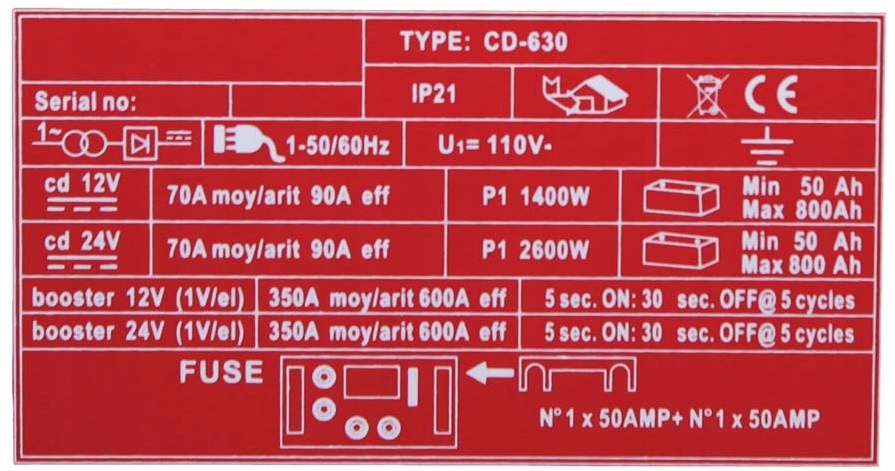 TYPE: CD-630
Serial no:
IP21
CE
1~
1-50/60Hz
U1= 110V-
cd 12V
70A moy/arit 90A eff
P1 1400W
Min 50 Ah
Max 800Ah
cd 24V
70A moy/arit 90A eff
P1 2600W
Min 50 Ah
Max 800 Ah
booster 12V (1V/el)
350A moy/arit 600A eff
5 sec. ON: 30 sec. OFF@ 5 cycles
booster 24V (1V/el)
350A moy/arit 600A eff
5 sec. ON: 30 sec. OFF@ 5 cycles
FUSE
N° 1 x 50AMP+ N° 1 x 50AMP